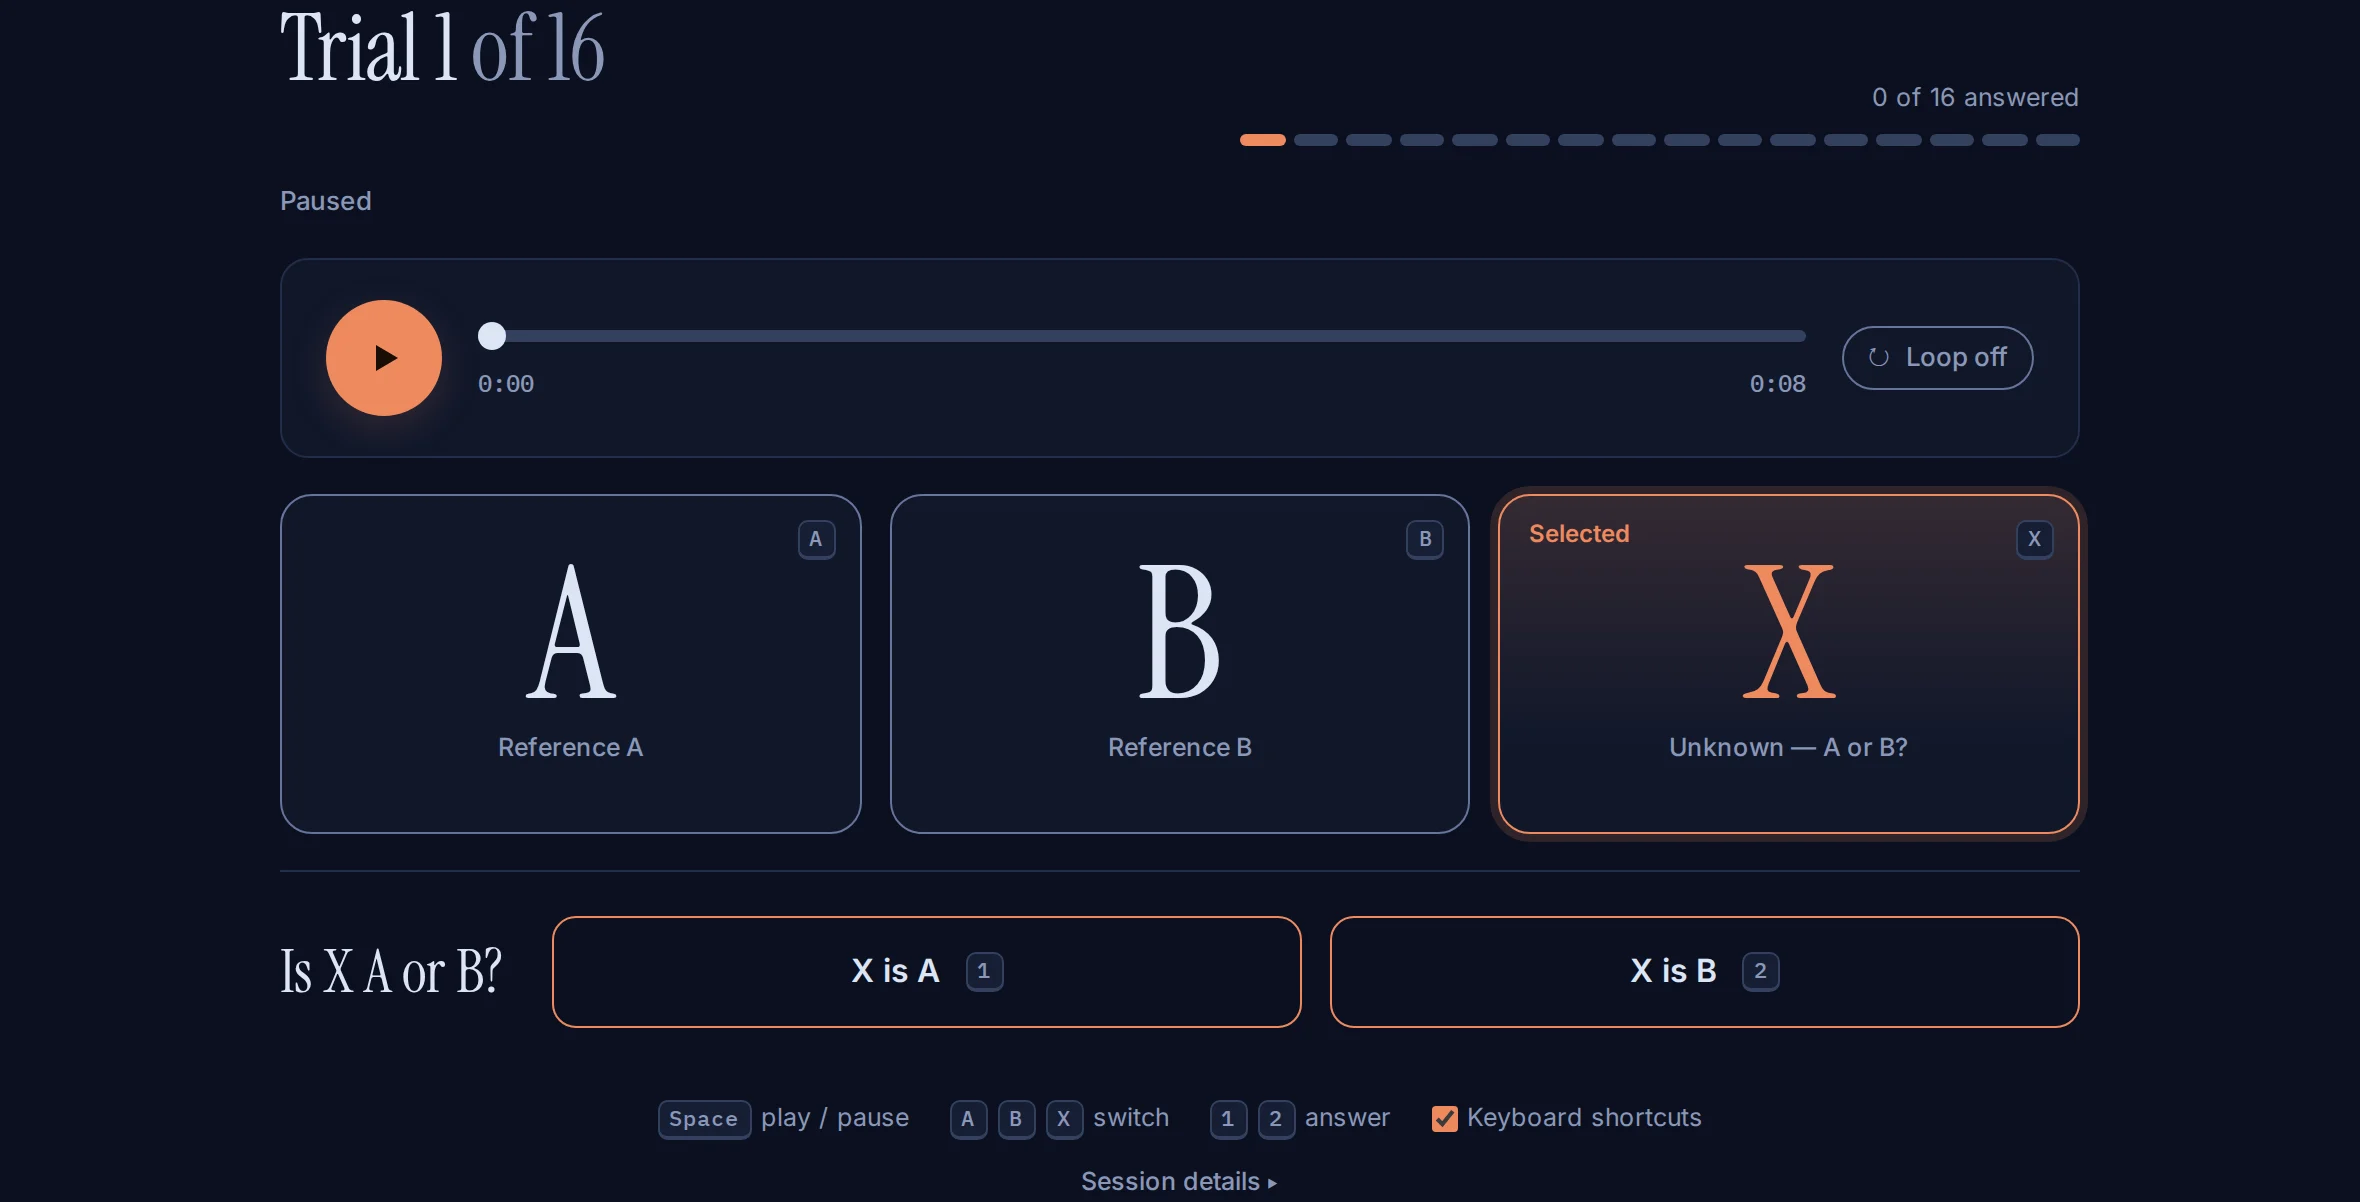 Trial 1 of 16
0 of 16 answered
Paused
0:00
0:08
Loop off
A
A
Reference A
B
B
Reference B
Selected
X
X
Unknown — A or B?
Is X A or B?
X is A 1
X is B 2
Space play / pause A B X switch 1 2 answer Keyboard shortcuts
Session details ▸